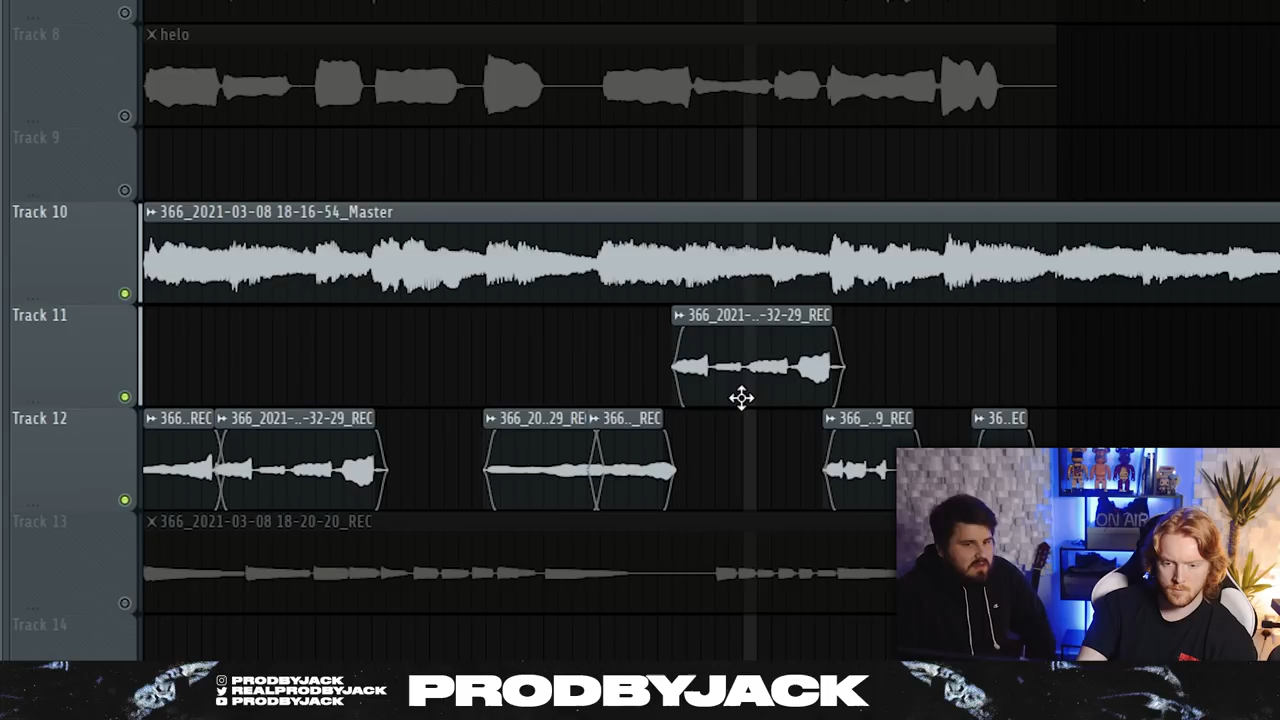 Track 8
helo
Track 9
Track 10
366_2021-03-08 18-16-54_Master
Track 11
366_2021-..-32-29_REC
Track 12
366..REC
366_2021-..-32-29_REC
366_20..29_RE
366.._REC
366_..9_REC
36..EC
Track 13
366_2021-03-08 18-20-20_REC
Track 14
ON AIR
PRODBYJACK
REALPRODBYJACK
PRODBYJACK
PRODBYJACK